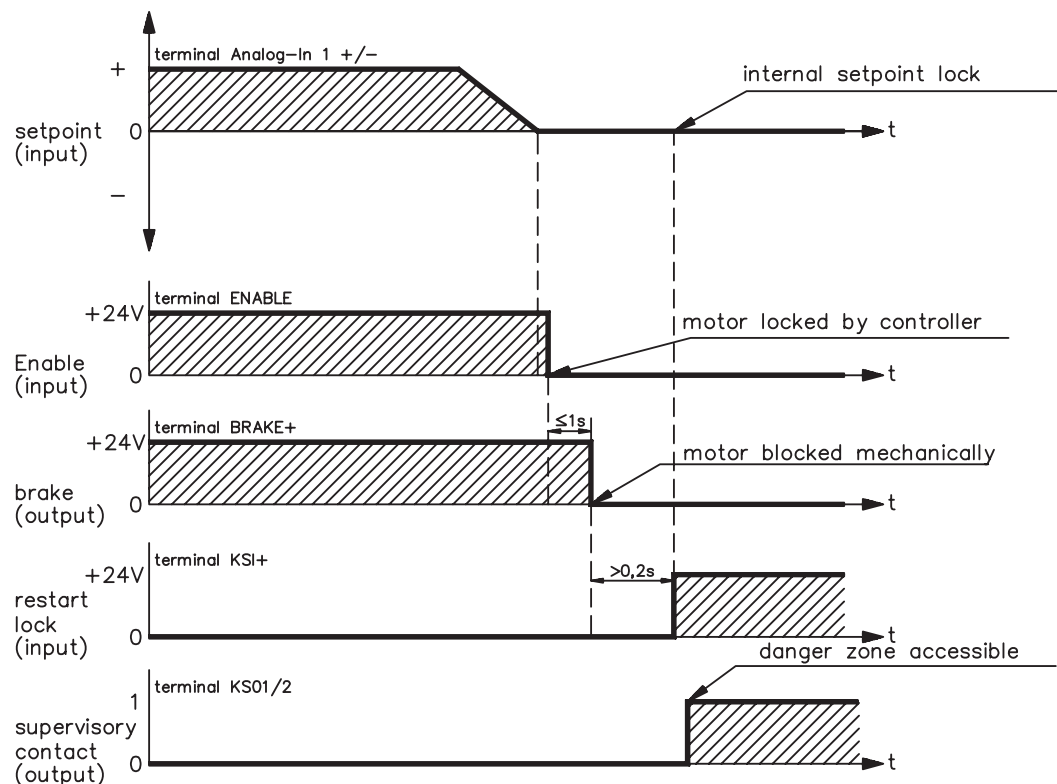 terminal Analog-In 1 +/-
+
internal setpoint lock
setpoint
(input)
0
t
-
terminal ENABLE
+24V
motor locked by controller
Enable
(input)
0
t
terminal BRAKE+
≤1s
+24V
motor blocked mechanically
brake
(output)
0
t
terminal KSI+
+24V
>0,2s
restart
lock
(input)
0
t
danger zone accessible
terminal KSO1/2
1
supervisory
contact
(output)
0
t